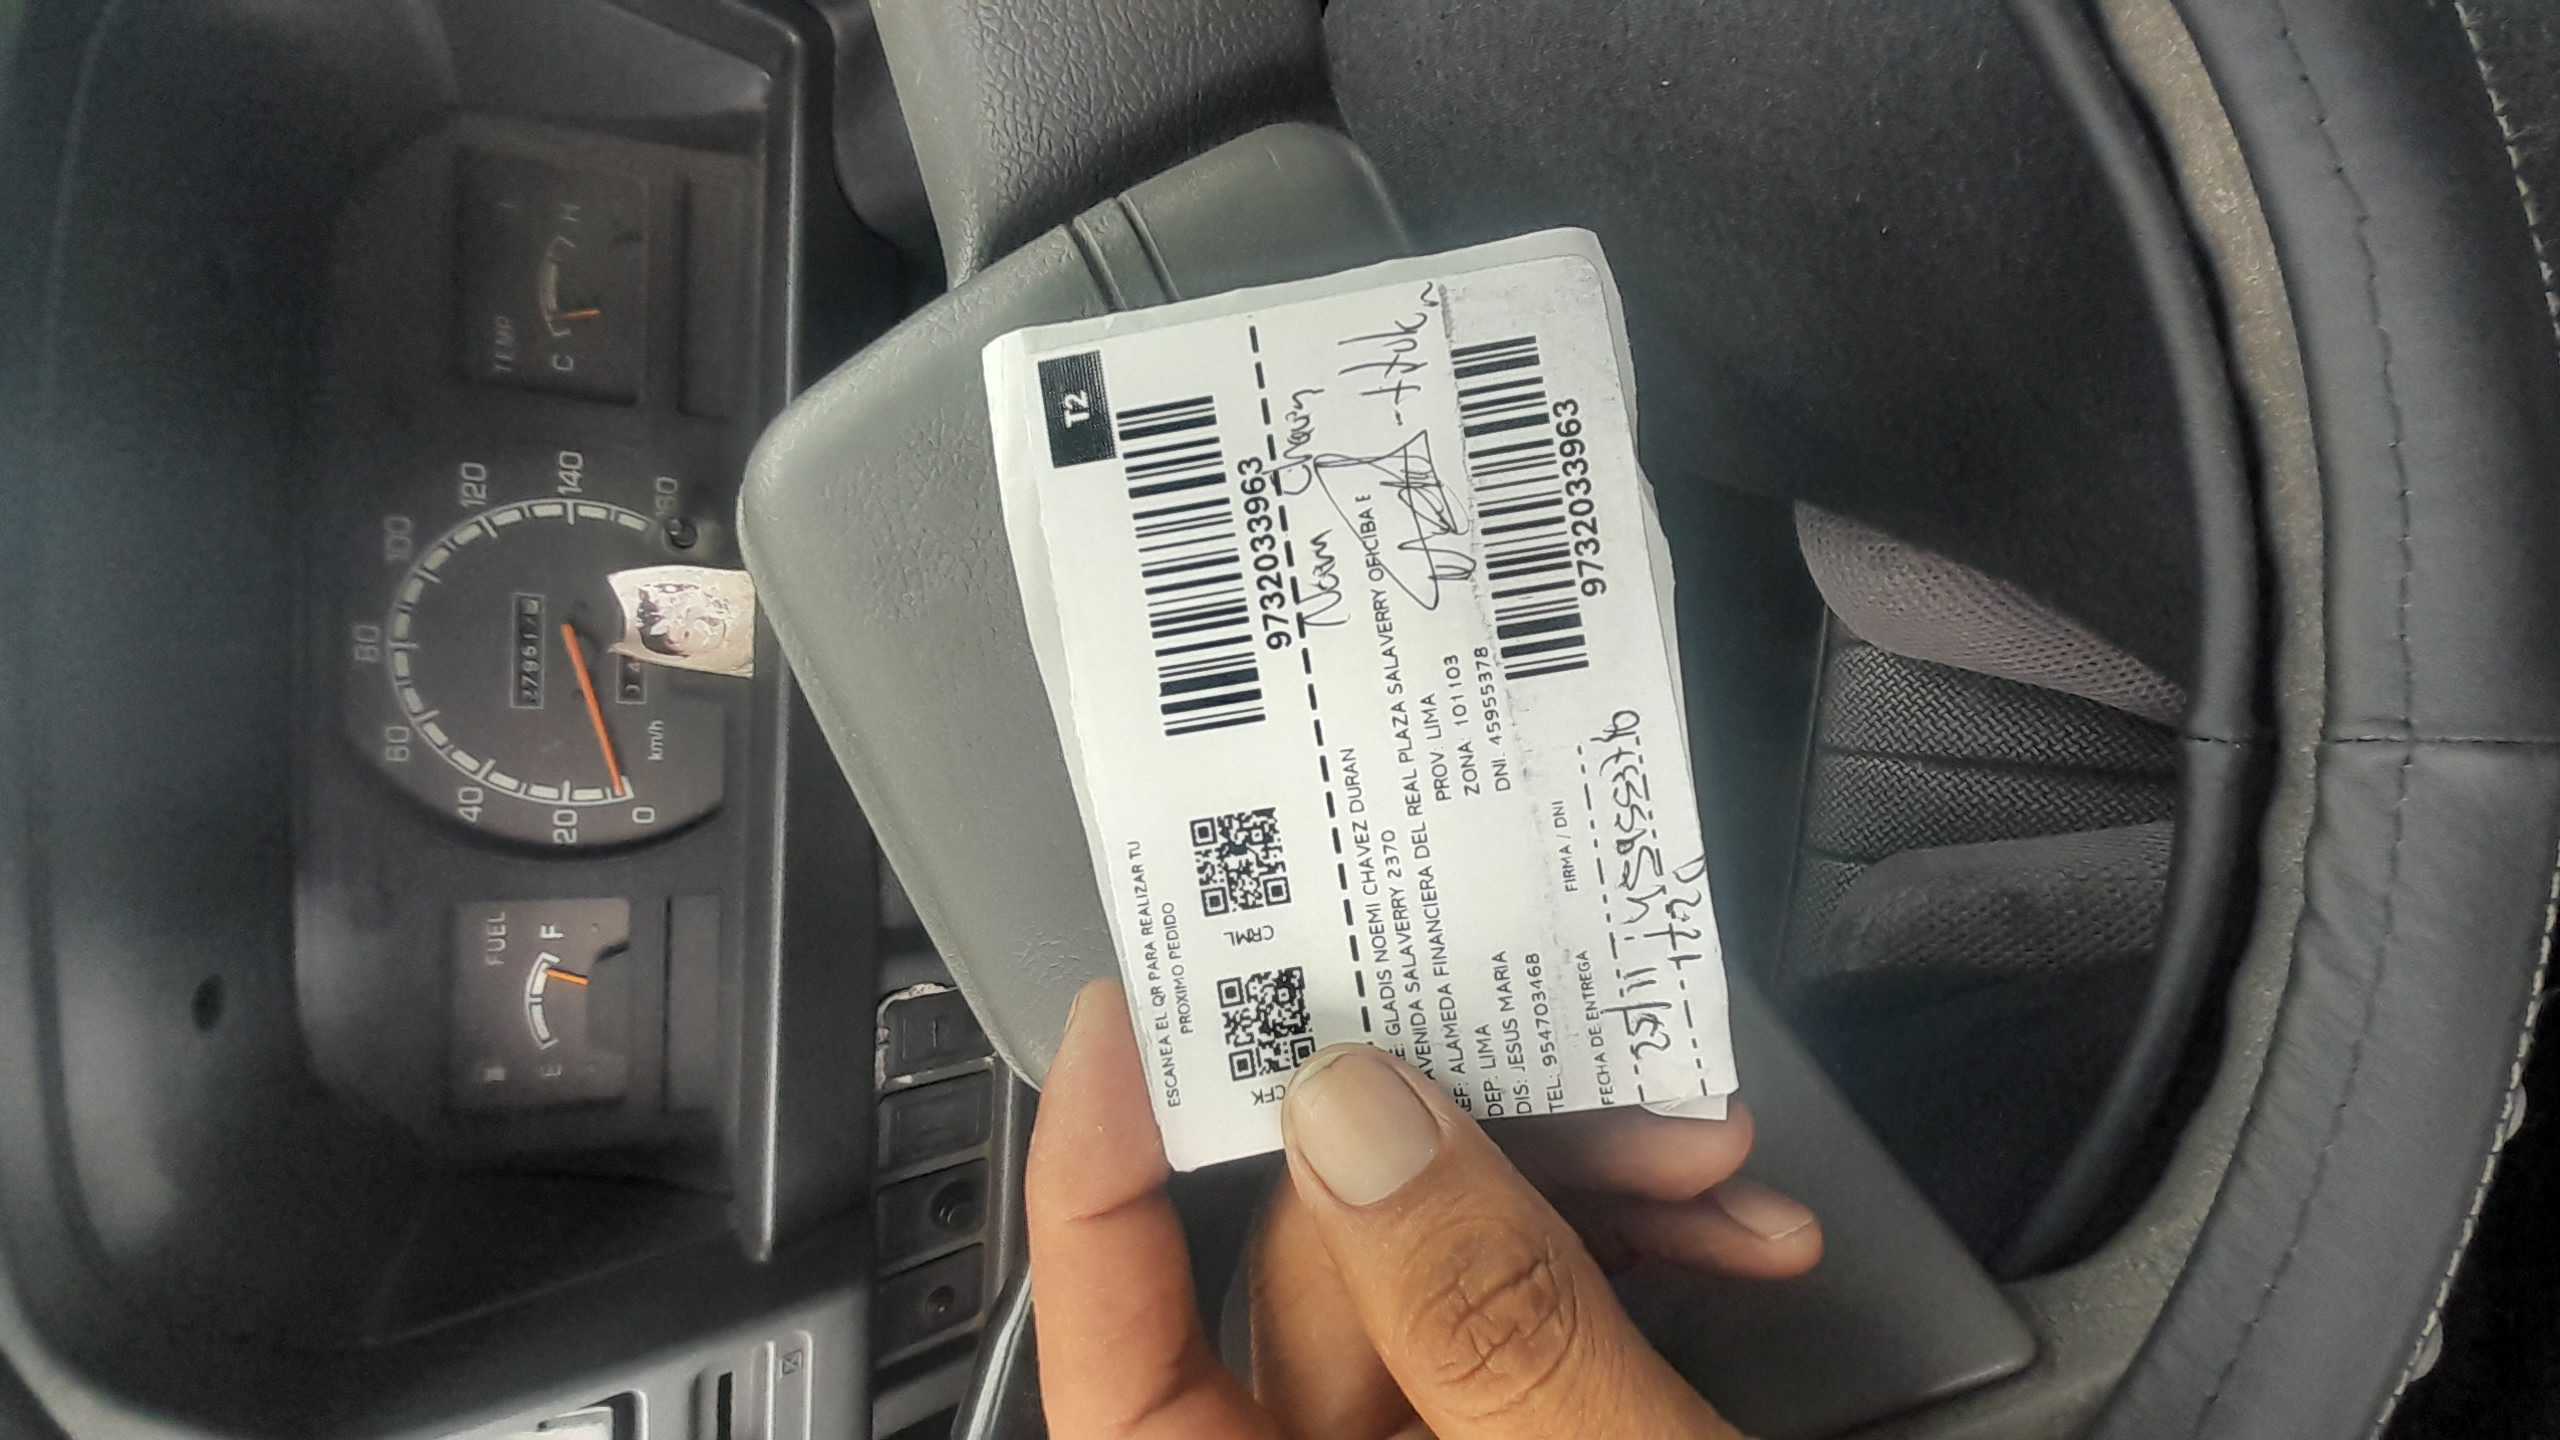 ESCANEA EL QR PARA REALIZAR TU
PROXIMO PEDIDO
T2
9732033963
GLADIS NOEMI CHAVEZ DURAN
AVENIDA SALAVERRY 2370
REF: ALAMEDA FINANCIERA DEL REAL PLAZA SALAVERRY OFICIBA E
DEP: LIMA PROV: LIMA
DIS: JESUS MARIA ZONA: 101103
TEL: 954703468 DNI: 45955378
FECHA DE ENTREGA FIRMA / DNI
9732033963
FUEL
E F
0 20 40 60 80 100 120 140
km/h
TEMP
C H